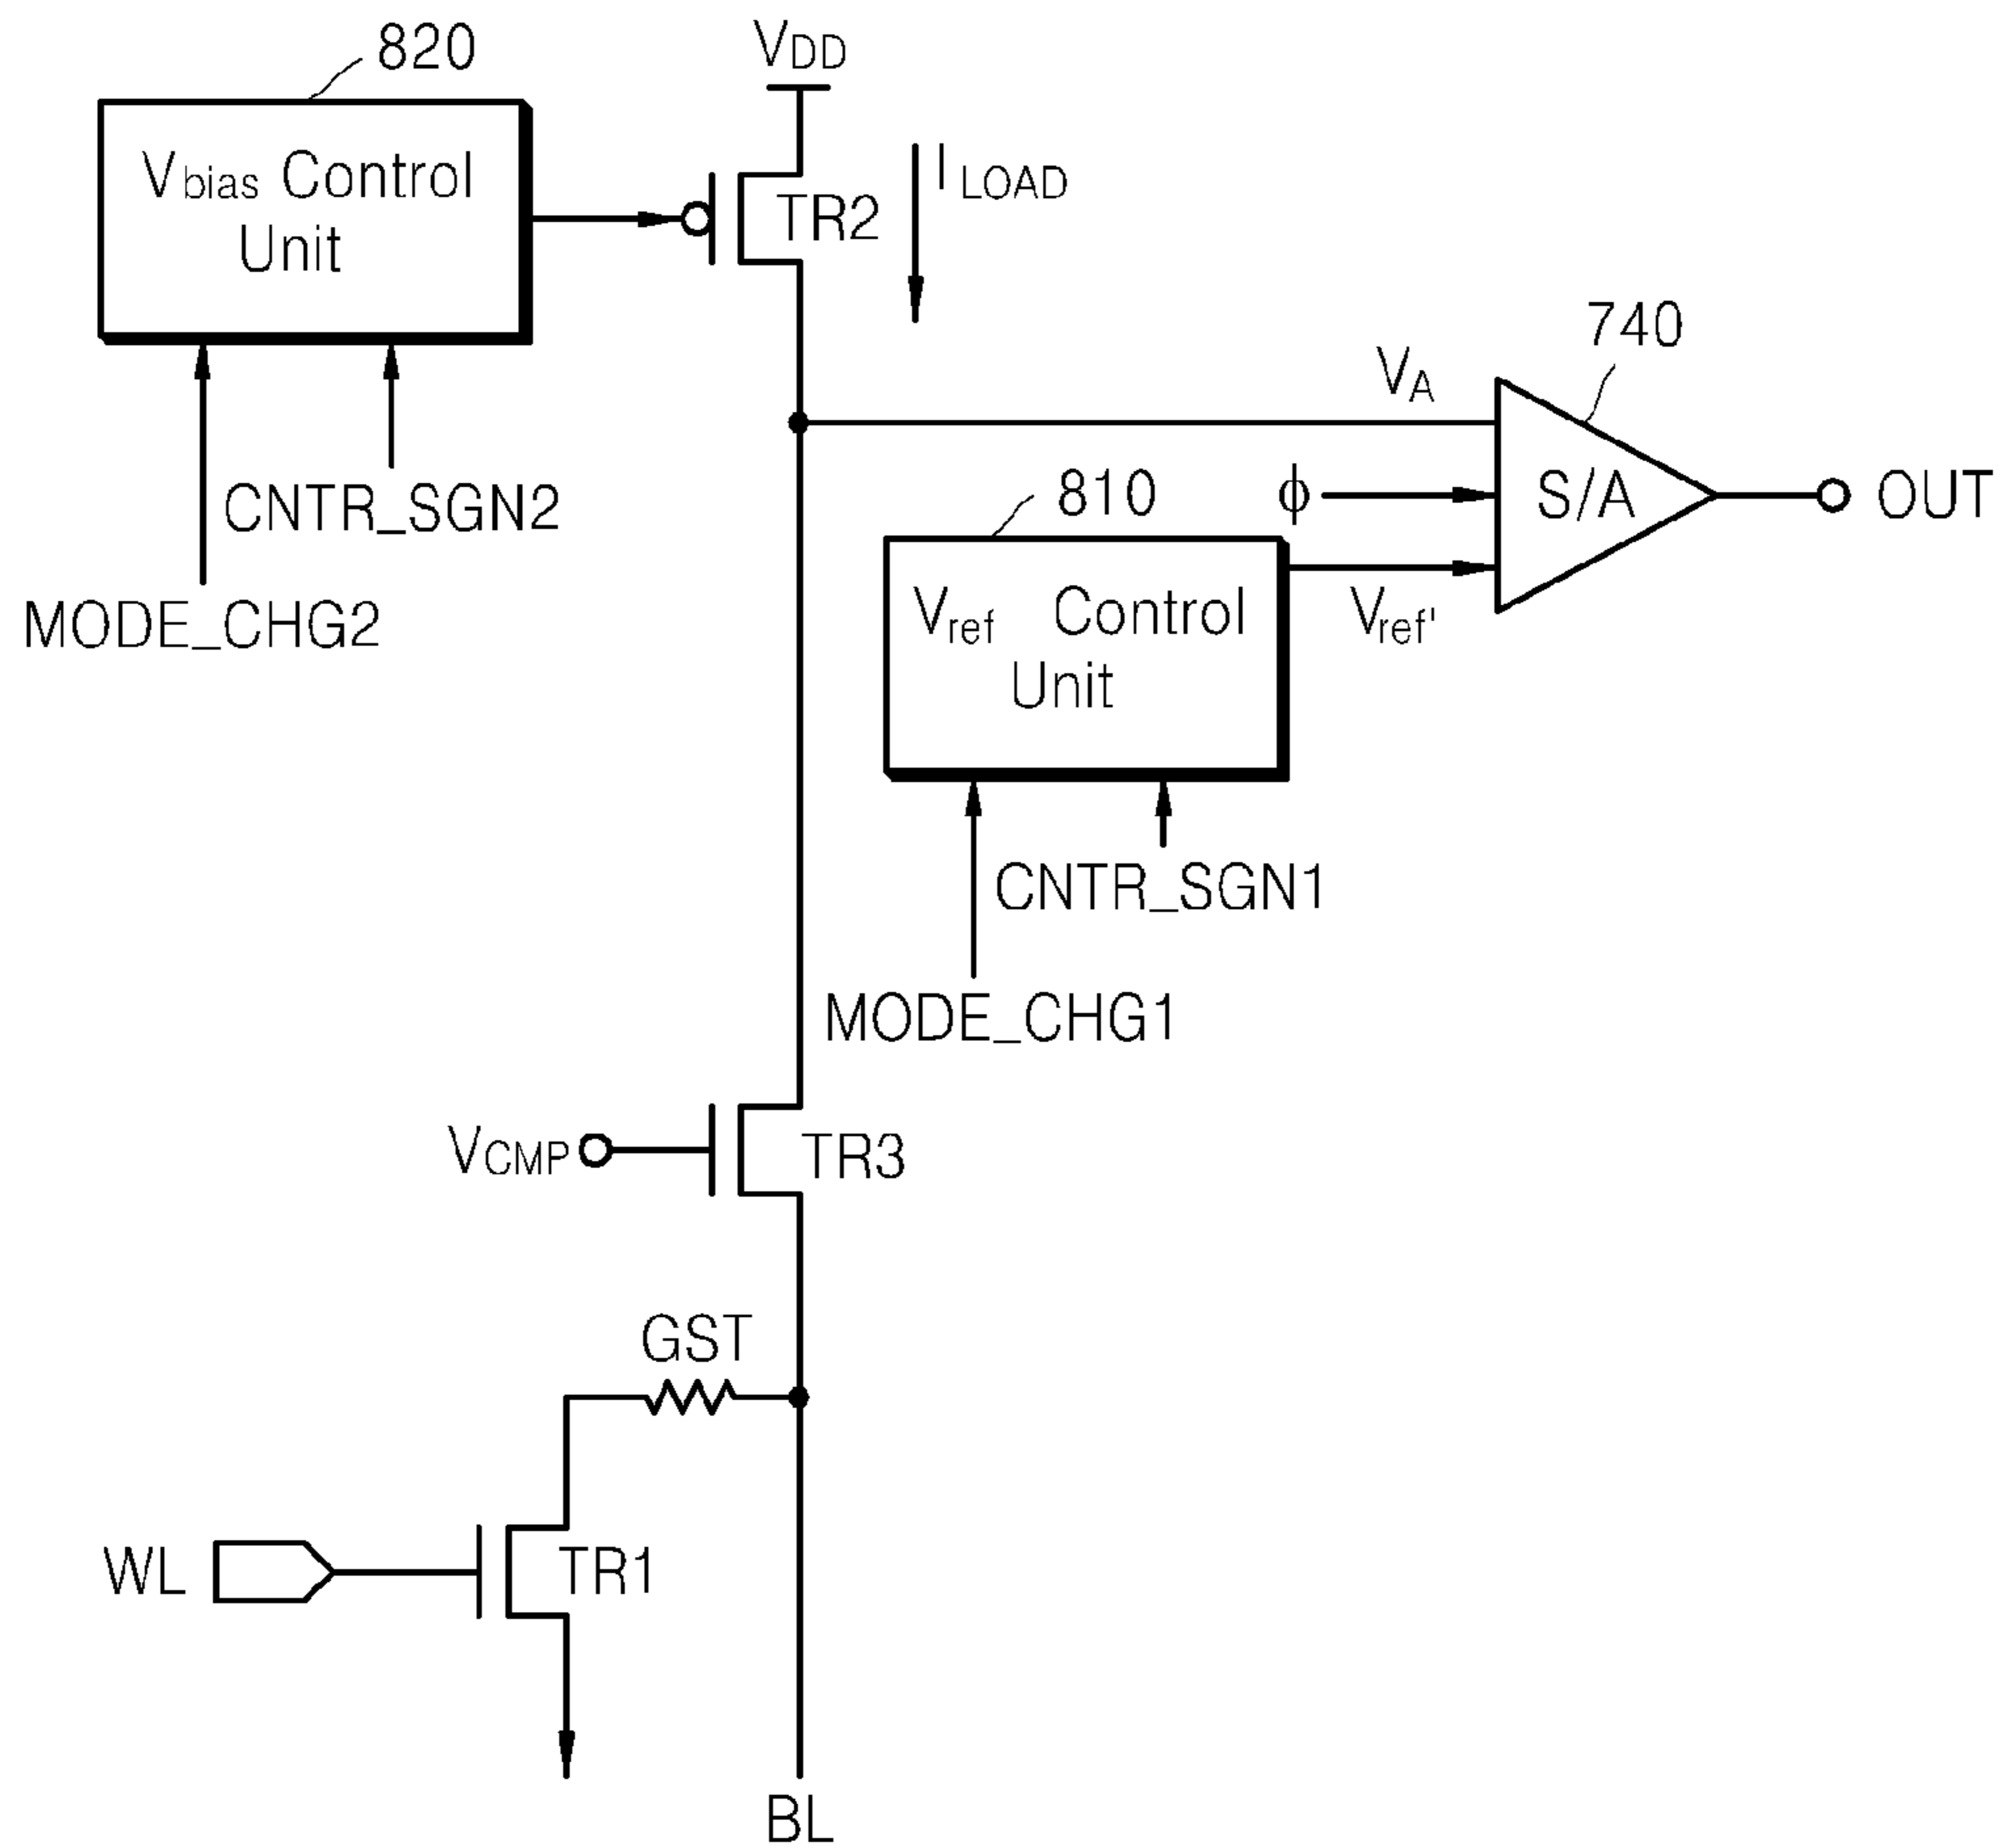 820
VDD
Vbias Control
Unit
TR2
ILOAD
740
VA
CNTR_SGN2
810
ϕ
S/A
OUT
MODE_CHG2
Vref Control
Unit
Vref'
CNTR_SGN1
MODE_CHG1
VCMP
TR3
GST
WL
TR1
BL